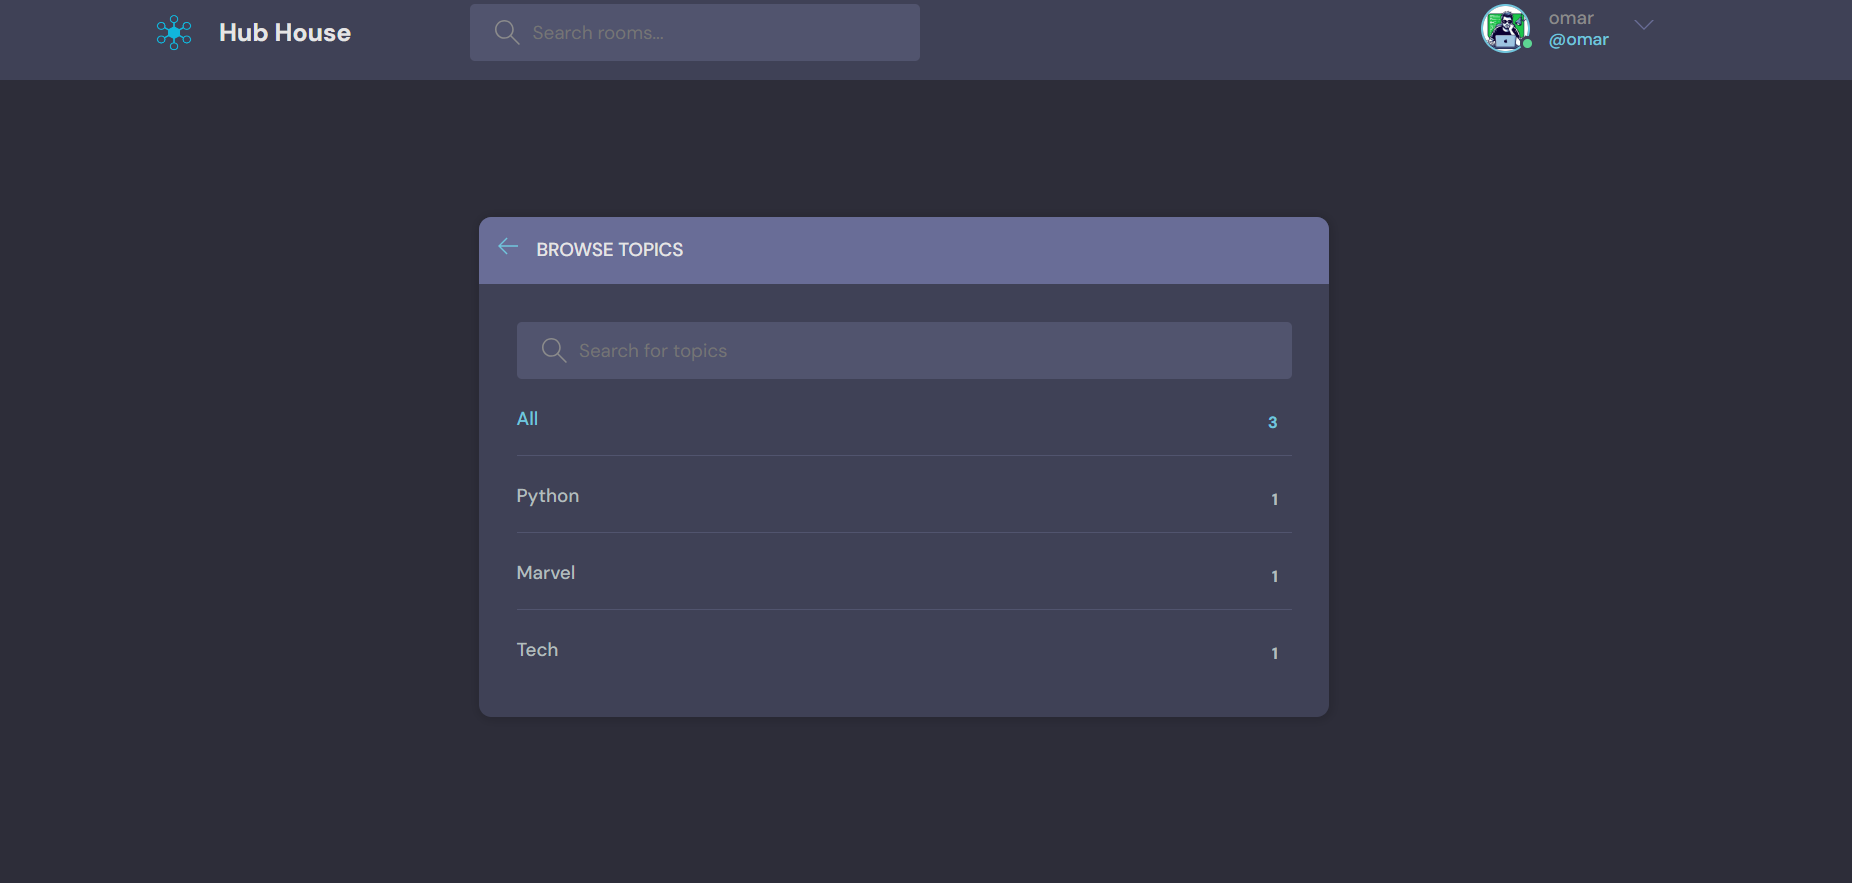 Hub House
Search rooms...
omar
@omar
BROWSE TOPICS
Search for topics
All 3
Python 1
Marvel 1
Tech 1